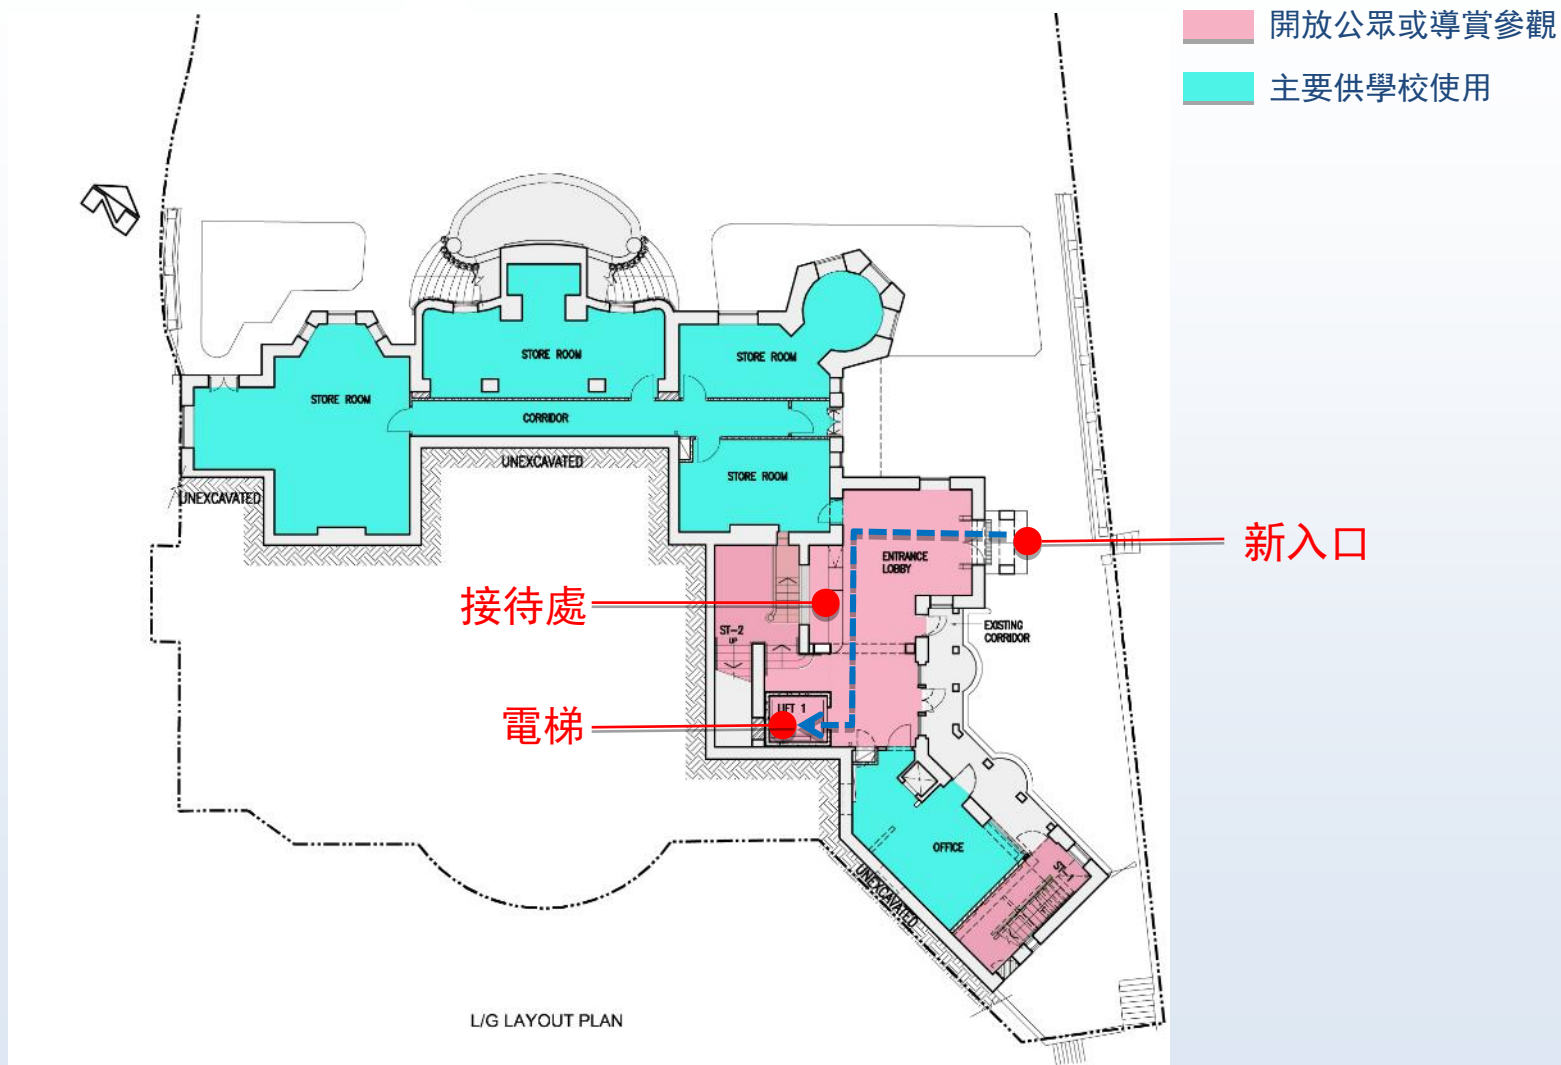 開放公眾或導賞參觀
主要供學校使用
STORE ROOM
STORE ROOM
STORE ROOM
CORRIDOR
UNEXCAVATED
STORE ROOM
UNEXCAVATED
新入口
ENTRANCE
LOBBY
接待處
ST-2
UP
EXISTING
CORRIDOR
電梯
LIFT 1
OFFICE
ST-1
UNEXCAVATED
L/G LAYOUT PLAN